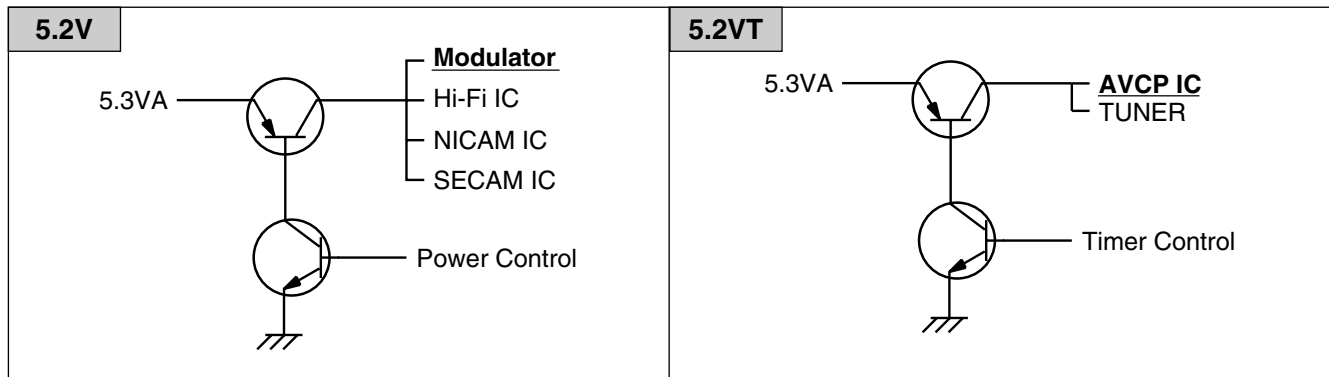 5.2V
5.3VA
Modulator
Hi-Fi IC
NICAM IC
SECAM IC
Power Control
5.2VT
5.3VA
AVCP IC
TUNER
Timer Control